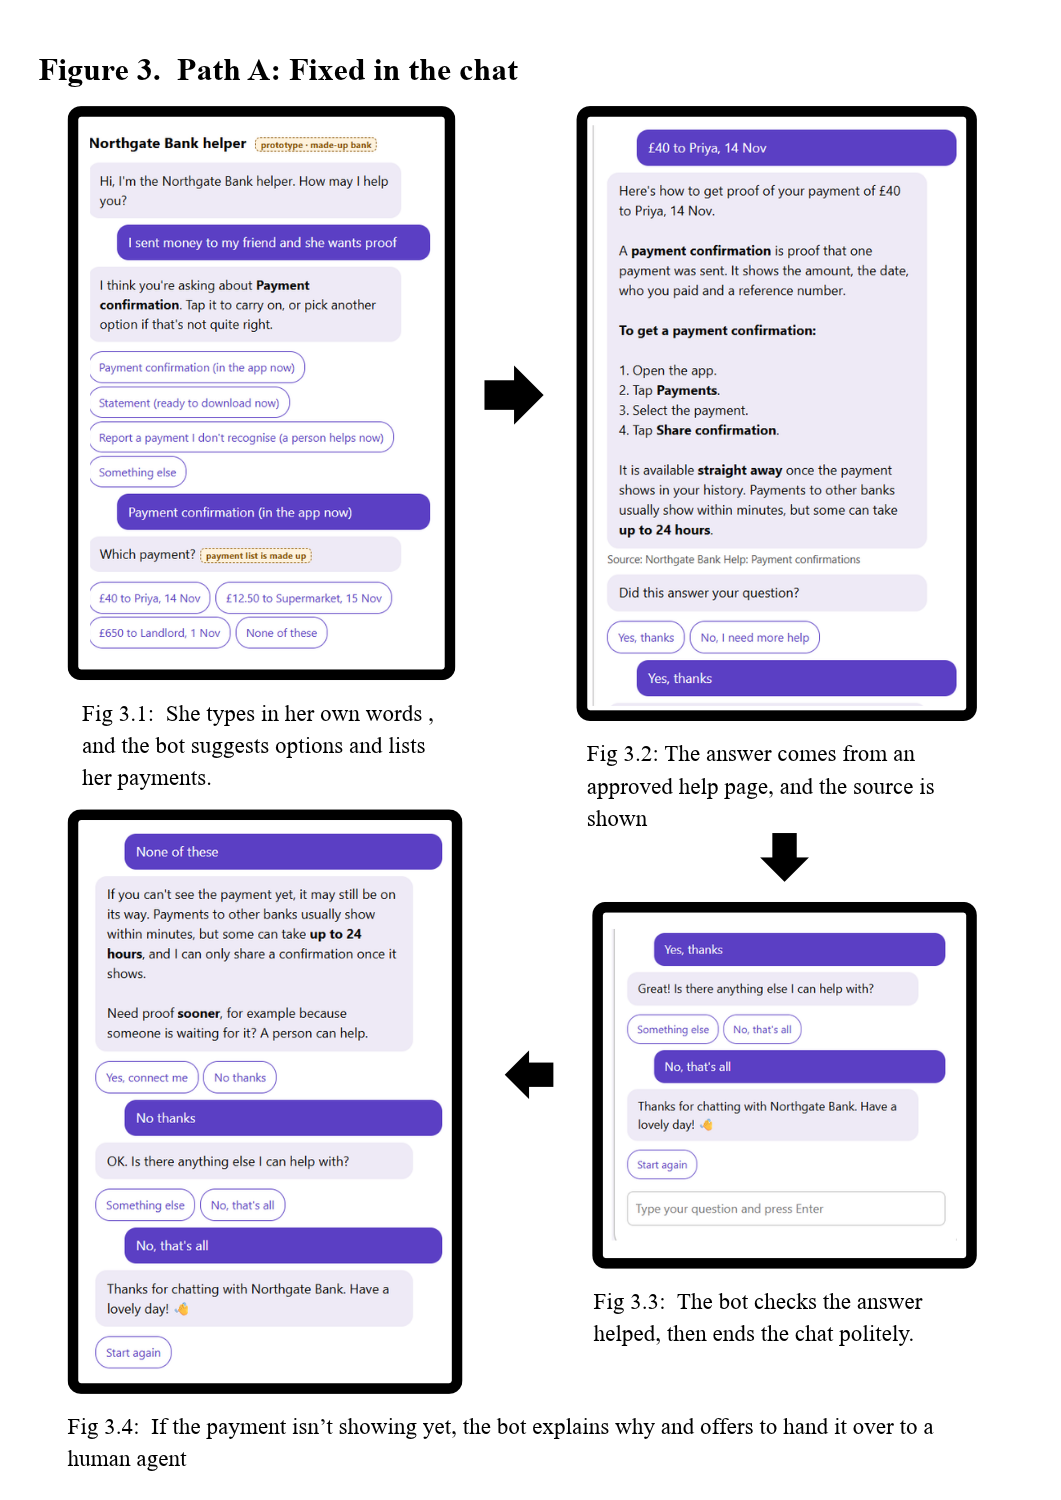 Figure 3.  Path A: Fixed in the chat
Northgate Bank helper prototype · made-up bank
Hi, I'm the Northgate Bank helper. How may I help
you?
I sent money to my friend and she wants proof
I think you're asking about Payment
confirmation. Tap it to carry on, or pick another
option if that's not quite right.
Payment confirmation (in the app now)
Statement (ready to download now)
Report a payment I don't recognise (a person helps now)
Something else
Payment confirmation (in the app now)
Which payment? payment list is made up
£40 to Priya, 14 Nov £12.50 to Supermarket, 15 Nov
£650 to Landlord, 1 Nov None of these
Fig 3.1:  She types in her own words ,
and the bot suggests options and lists
her payments.
£40 to Priya, 14 Nov
Here's how to get proof of your payment of £40
to Priya, 14 Nov.
A payment confirmation is proof that one
payment was sent. It shows the amount, the date,
who you paid and a reference number.
To get a payment confirmation:
1. Open the app.
2. Tap Payments.
3. Select the payment.
4. Tap Share confirmation.
It is available straight away once the payment
shows in your history. Payments to other banks
usually show within minutes, but some can take
up to 24 hours.
Source: Northgate Bank Help: Payment confirmations
Did this answer your question?
Yes, thanks No, I need more help
Yes, thanks
Fig 3.2: The answer comes from an
approved help page, and the source is
shown
Yes, thanks
Great! Is there anything else I can help with?
Something else No, that's all
No, that's all
Thanks for chatting with Northgate Bank. Have a
lovely day! 👋
Start again
Type your question and press Enter
Fig 3.3:  The bot checks the answer
helped, then ends the chat politely.
None of these
If you can't see the payment yet, it may still be on
its way. Payments to other banks usually show
within minutes, but some can take up to 24
hours, and I can only share a confirmation once it
shows.
Need proof sooner, for example because
someone is waiting for it? A person can help.
Yes, connect me No thanks
No thanks
OK. Is there anything else I can help with?
Something else No, that's all
No, that's all
Thanks for chatting with Northgate Bank. Have a
lovely day! 👋
Start again
Fig 3.4:  If the payment isn’t showing yet, the bot explains why and offers to hand it over to a
human agent